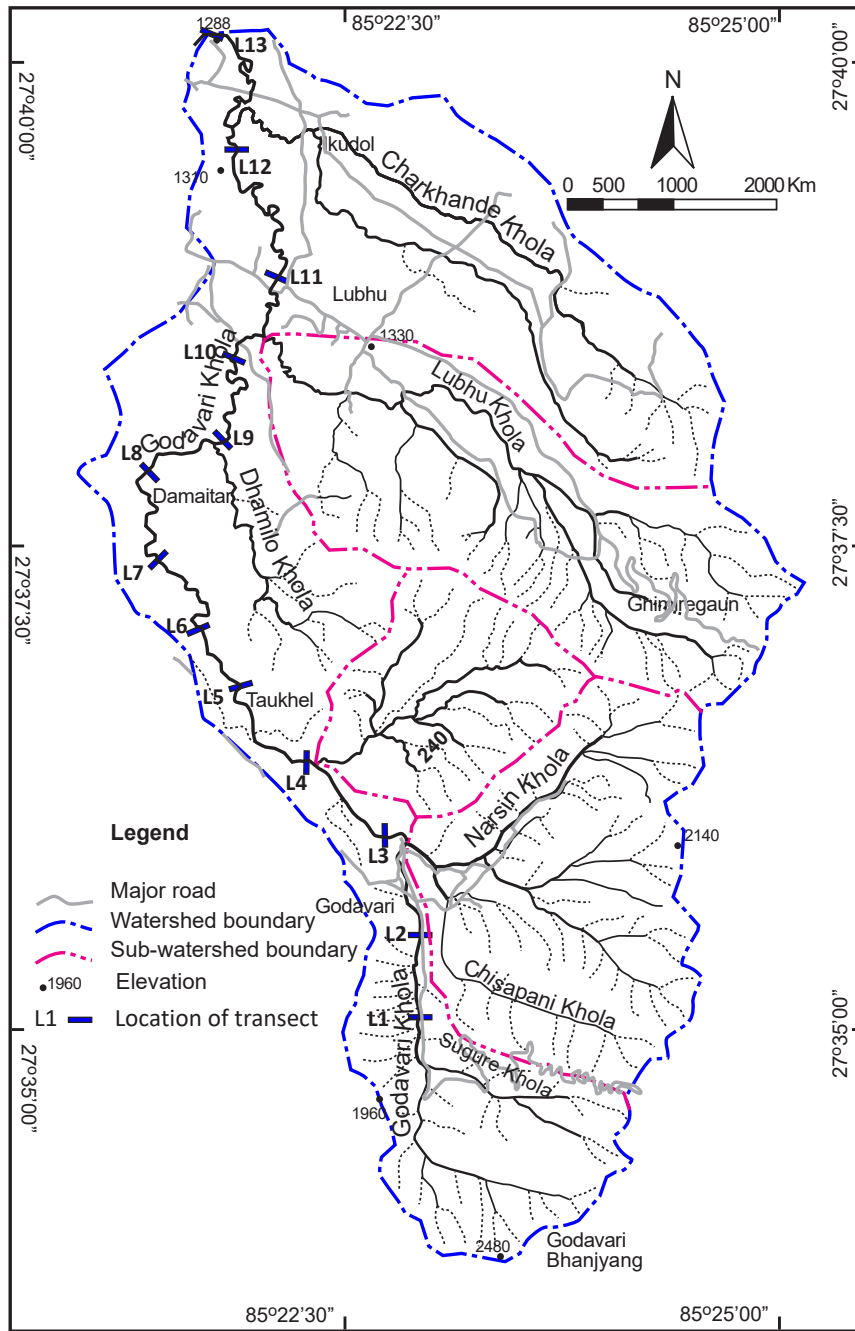 1288
85º22’30”
85º25’00”
L13
27º40’00”
27º40’00”
N
Ikudol
L12
1310
Charkhande Khola
0 500 1000 2000 Km
L11
Lubhu
1330
L10
Godavari Khola
Lubhu Khola
L9
L8
Damaitar
Dhamilo Khola
27º37’30”
27º37’30”
L7
Ghimiregaun
L6
L5
Taukhel
240
L4
Narsin Khola
Legend
L3
2140
Major road
Godavari
Watershed boundary
L2
Sub-watershed boundary
1960 Elevation
Chisapani Khola
L1 Location of transect
L1
Godavari Khola
Sugure Khola
27º35’00”
27º35’00”
1960
2480
Godavari
Bhanjyang
85º22’30”
85º25’00”